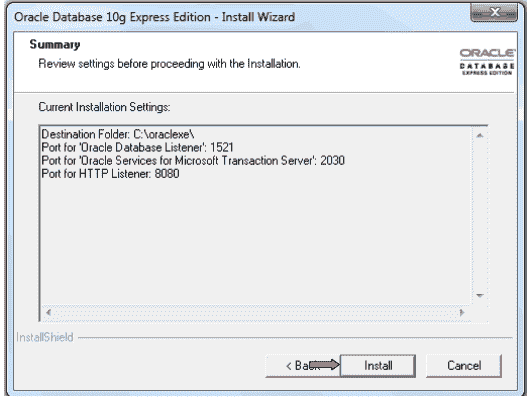 Oracle Database 10g Express Edition - Install Wizard
Summary
Review settings before proceeding with the Installation.
ORACLE
DATABASE
EXPRESS EDITION
Current Installation Settings:
Destination Folder: C:\oraclexe\
Port for 'Oracle Database Listener': 1521
Port for 'Oracle Services for Microsoft Transaction Server': 2030
Port for HTTP Listener: 8080
InstallShield
< Back
Install
Cancel